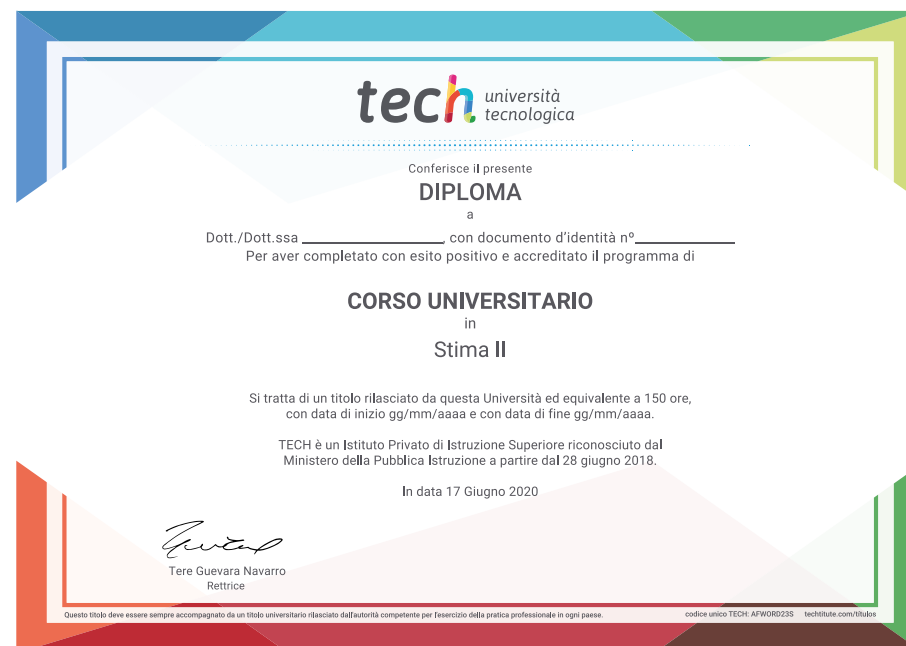 tech università
tecnologica
Conferisce il presente
DIPLOMA
a
Dott./Dott.ssa ____________________, con documento d'identità nº______________
Per aver completato con esito positivo e accreditato il programma di
CORSO UNIVERSITARIO
in
Stima II
Si tratta di un titolo rilasciato da questa Università ed equivalente a 150 ore,
con data di inizio gg/mm/aaaa e con data di fine gg/mm/aaaa.
TECH è un Istituto Privato di Istruzione Superiore riconosciuto dal
Ministero della Pubblica Istruzione a partire dal 28 giugno 2018.
In data 17 Giugno 2020
Tere Guevara Navarro
Rettrice
Questo titolo deve essere sempre accompagnato da un titolo universitario rilasciato dall'autorità competente per l'esercizio della pratica professionale in ogni paese. codice unico TECH: AFWORD23S techtitute.com/títulos